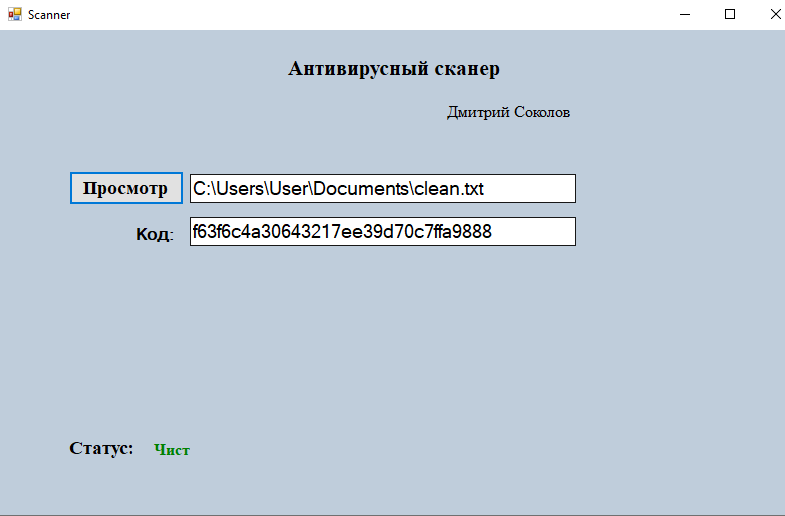 Scanner
Антивирусный сканер
Дмитрий Соколов
Просмотр C:\Users\User\Documents\clean.txt
Код: f63f6c4a30643217ee39d70c7ffa9888
Статус: Чист